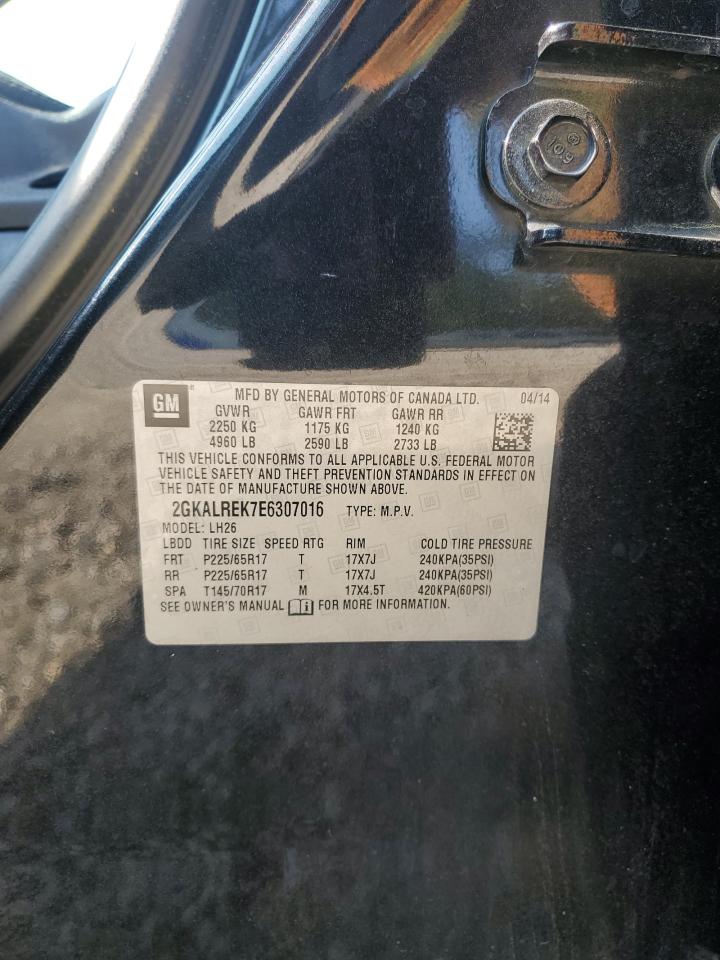 109
GM
MFD BY GENERAL MOTORS OF CANADA LTD. 04/14
GVWR GAWR FRT GAWR RR
2250 KG 1175 KG 1240 KG
4960 LB 2590 LB 2733 LB
THIS VEHICLE CONFORMS TO ALL APPLICABLE U.S. FEDERAL MOTOR
VEHICLE SAFETY AND THEFT PREVENTION STANDARDS IN EFFECT ON
THE DATE OF MANUFACTURE SHOWN ABOVE.
2GKALREK7E6307016 TYPE: M.P.V.
MODEL: LH26
LBDD TIRE SIZE SPEED RTG RIM COLD TIRE PRESSURE
FRT P225/65R17 T 17X7J 240KPA(35PSI)
RR P225/65R17 T 17X7J 240KPA(35PSI)
SPA T145/70R17 M 17X4.5T 420KPA(60PSI)
SEE OWNER'S MANUAL FOR MORE INFORMATION.